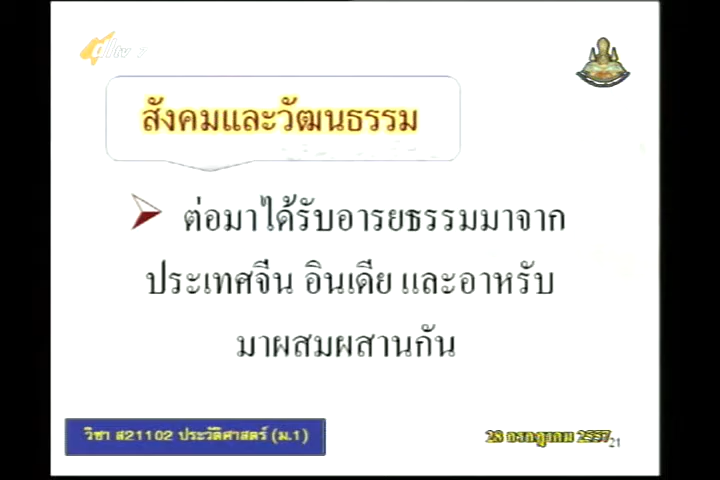 dltv 7
สังคมและวัฒนธรรม
ต่อมาได้รับอารยธรรมมาจาก
ประเทศจีน อินเดีย และอาหรับ
มาผสมผสานกัน
วิชา ส21102 ประวัติศาสตร์ (ม.1)
28 กรกฎาคม 2557
21